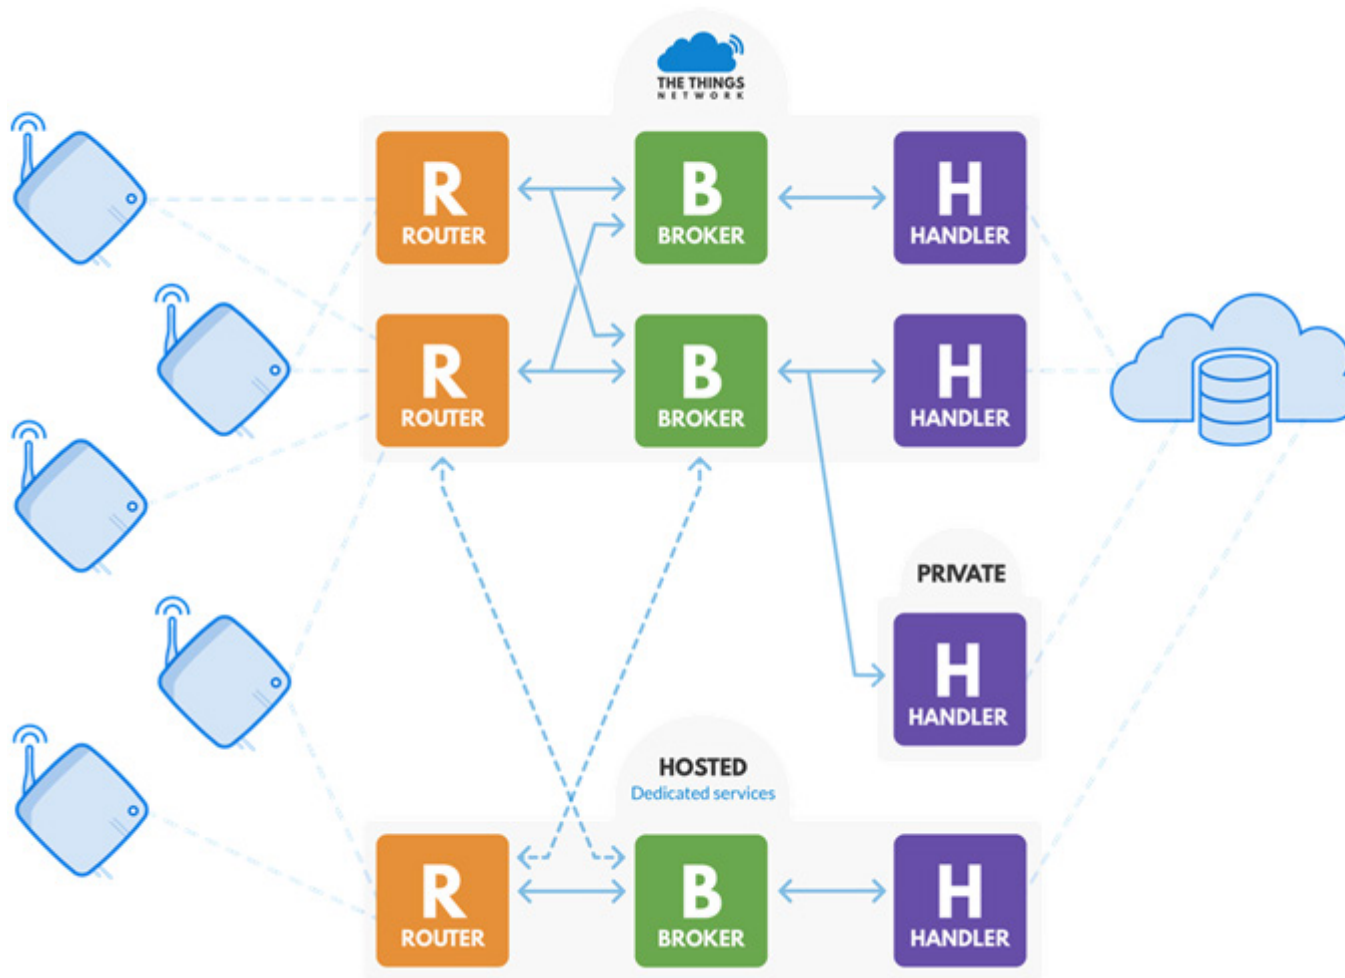 THE THINGS
NETWORK
R
ROUTER
B
BROKER
H
HANDLER
R
ROUTER
B
BROKER
H
HANDLER
PRIVATE
H
HANDLER
HOSTED
Dedicated services
R
ROUTER
B
BROKER
H
HANDLER